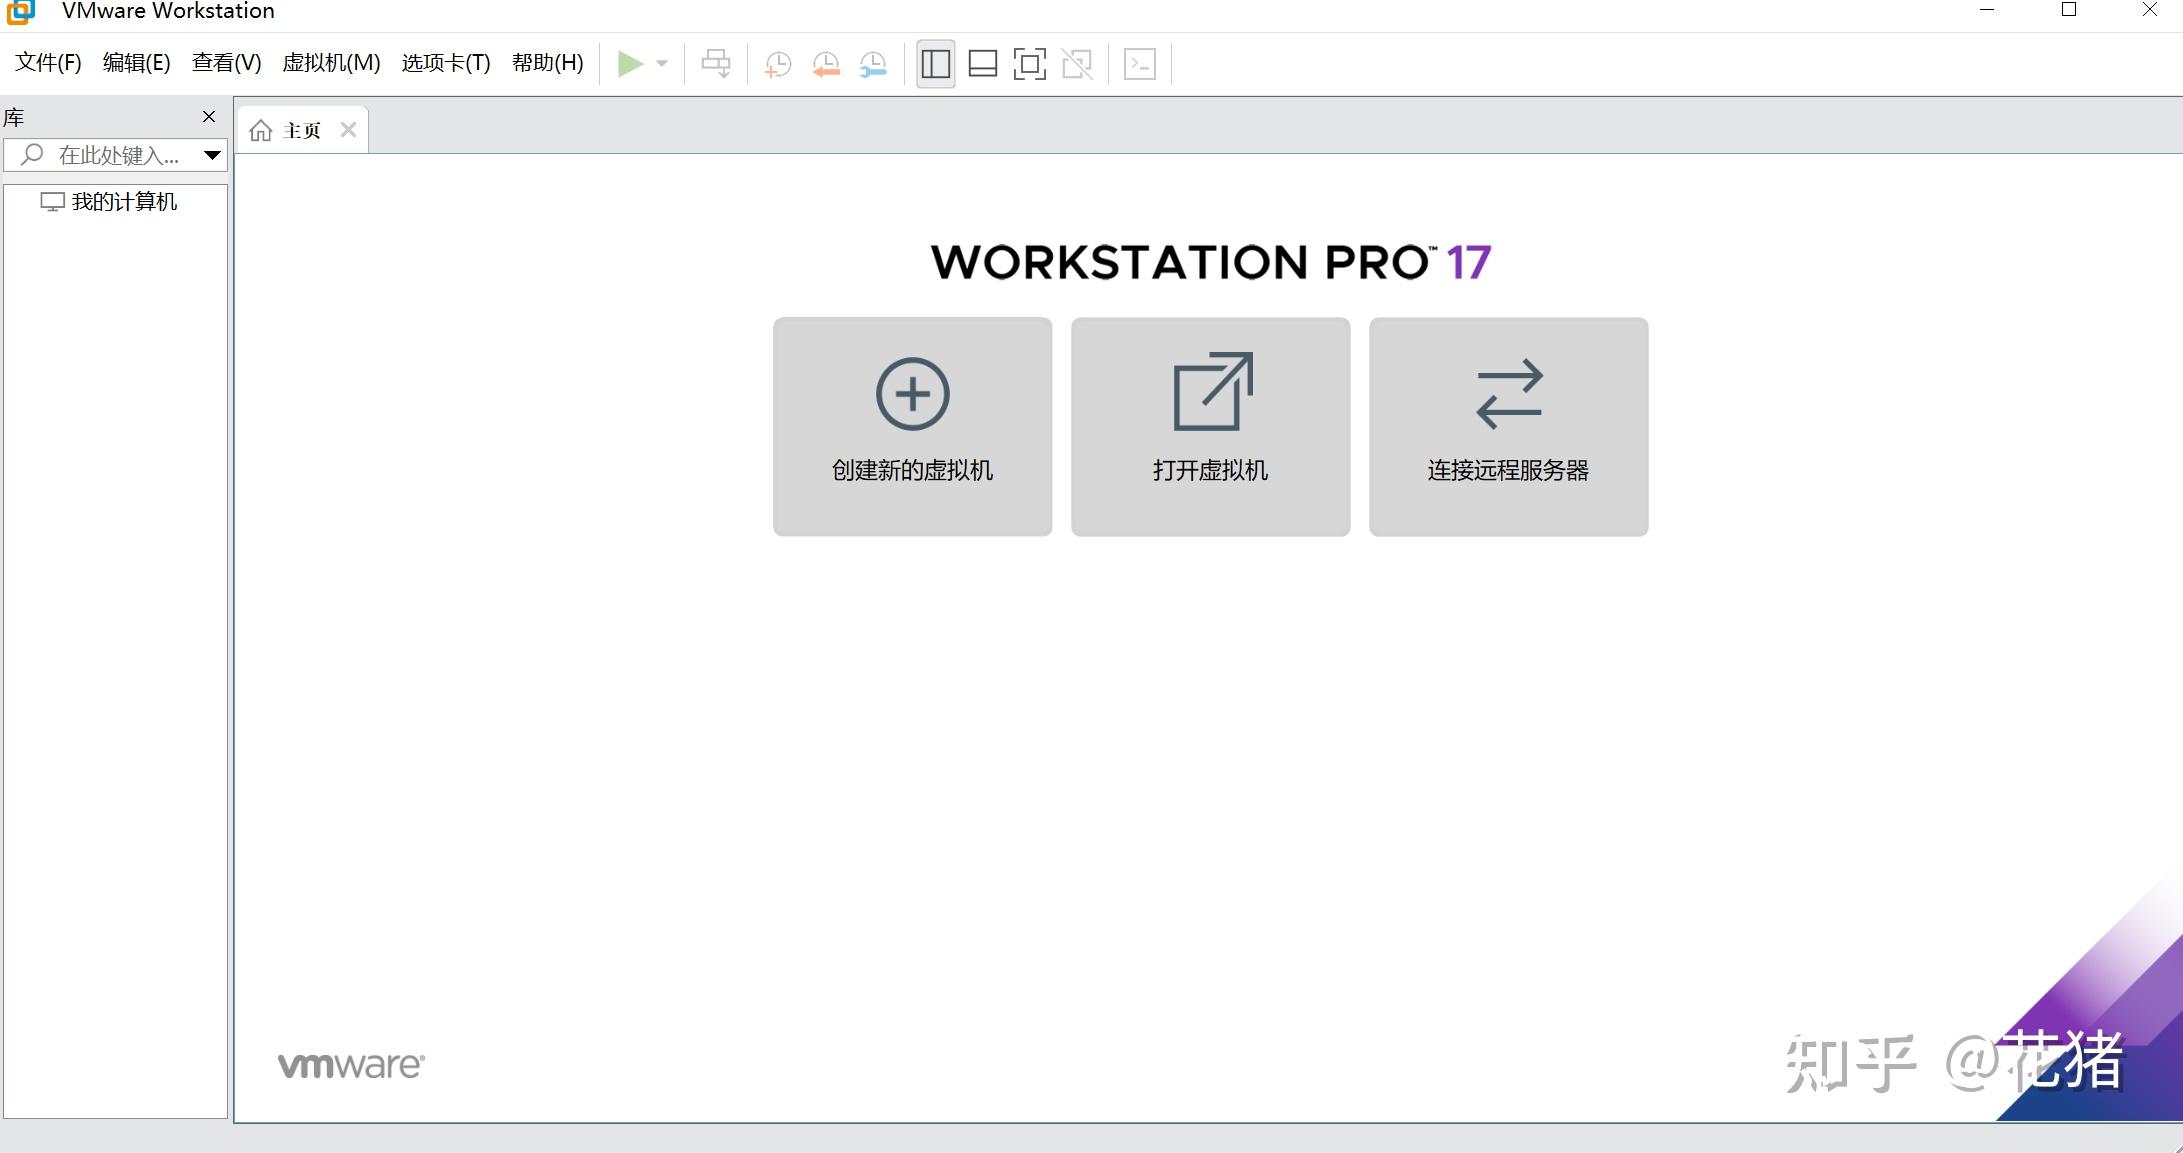 VMware Workstation
文件(F) 编辑(E) 查看(V) 虚拟机(M) 选项卡(T) 帮助(H)
库
主页
在此处键入...
我的计算机
WORKSTATION PRO™ 17
创建新的虚拟机 打开虚拟机 连接远程服务器
vmware®
知乎 @花猪